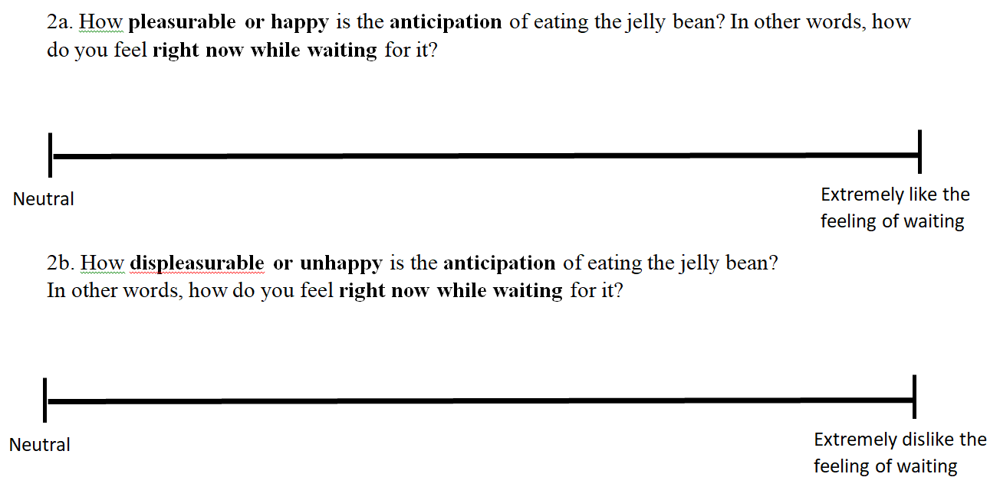 2a. How pleasurable or happy is the anticipation of eating the jelly bean? In other words, how
do you feel right now while waiting for it?
Neutral
Extremely like the
feeling of waiting
2b. How displeasurable or unhappy is the anticipation of eating the jelly bean?
In other words, how do you feel right now while waiting for it?
Neutral
Extremely dislike the
feeling of waiting